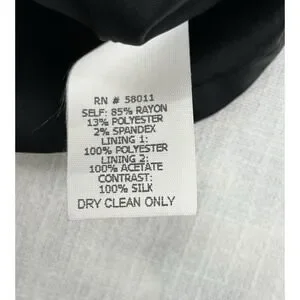 RN # 58011
SELF: 85% RAYON
13% POLYESTER
2% SPANDEX
LINING 1:
100% POLYESTER
LINING 2:
100% ACETATE
CONTRAST:
100% SILK
DRY CLEAN ONLY